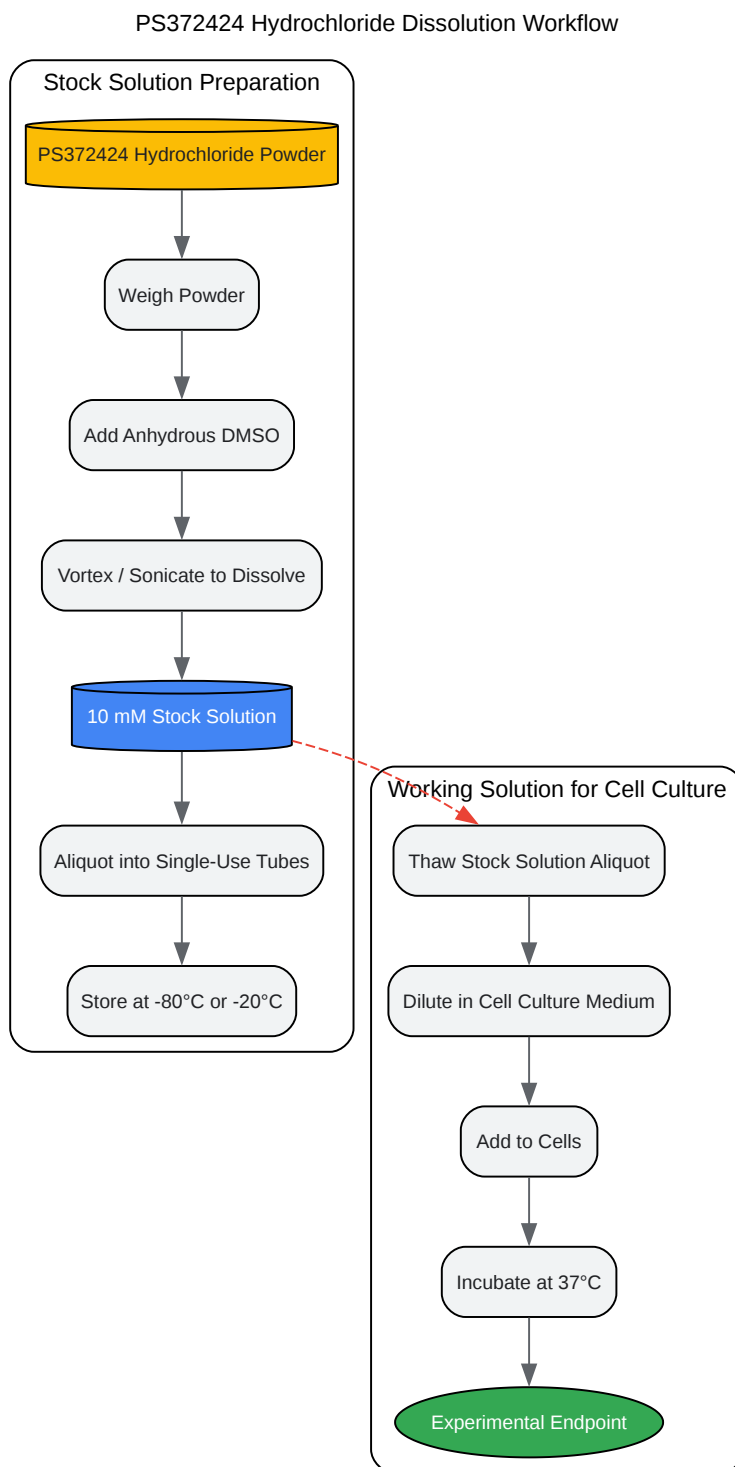 PS372424 Hydrochloride Dissolution Workflow
Stock Solution Preparation
PS372424 Hydrochloride Powder
Weigh Powder
Add Anhydrous DMSO
Vortex / Sonicate to Dissolve
10 mM Stock Solution
Aliquot into Single-Use Tubes
Store at -80°C or -20°C
Working Solution for Cell Culture
Thaw Stock Solution Aliquot
Dilute in Cell Culture Medium
Add to Cells
Incubate at 37°C
Experimental Endpoint